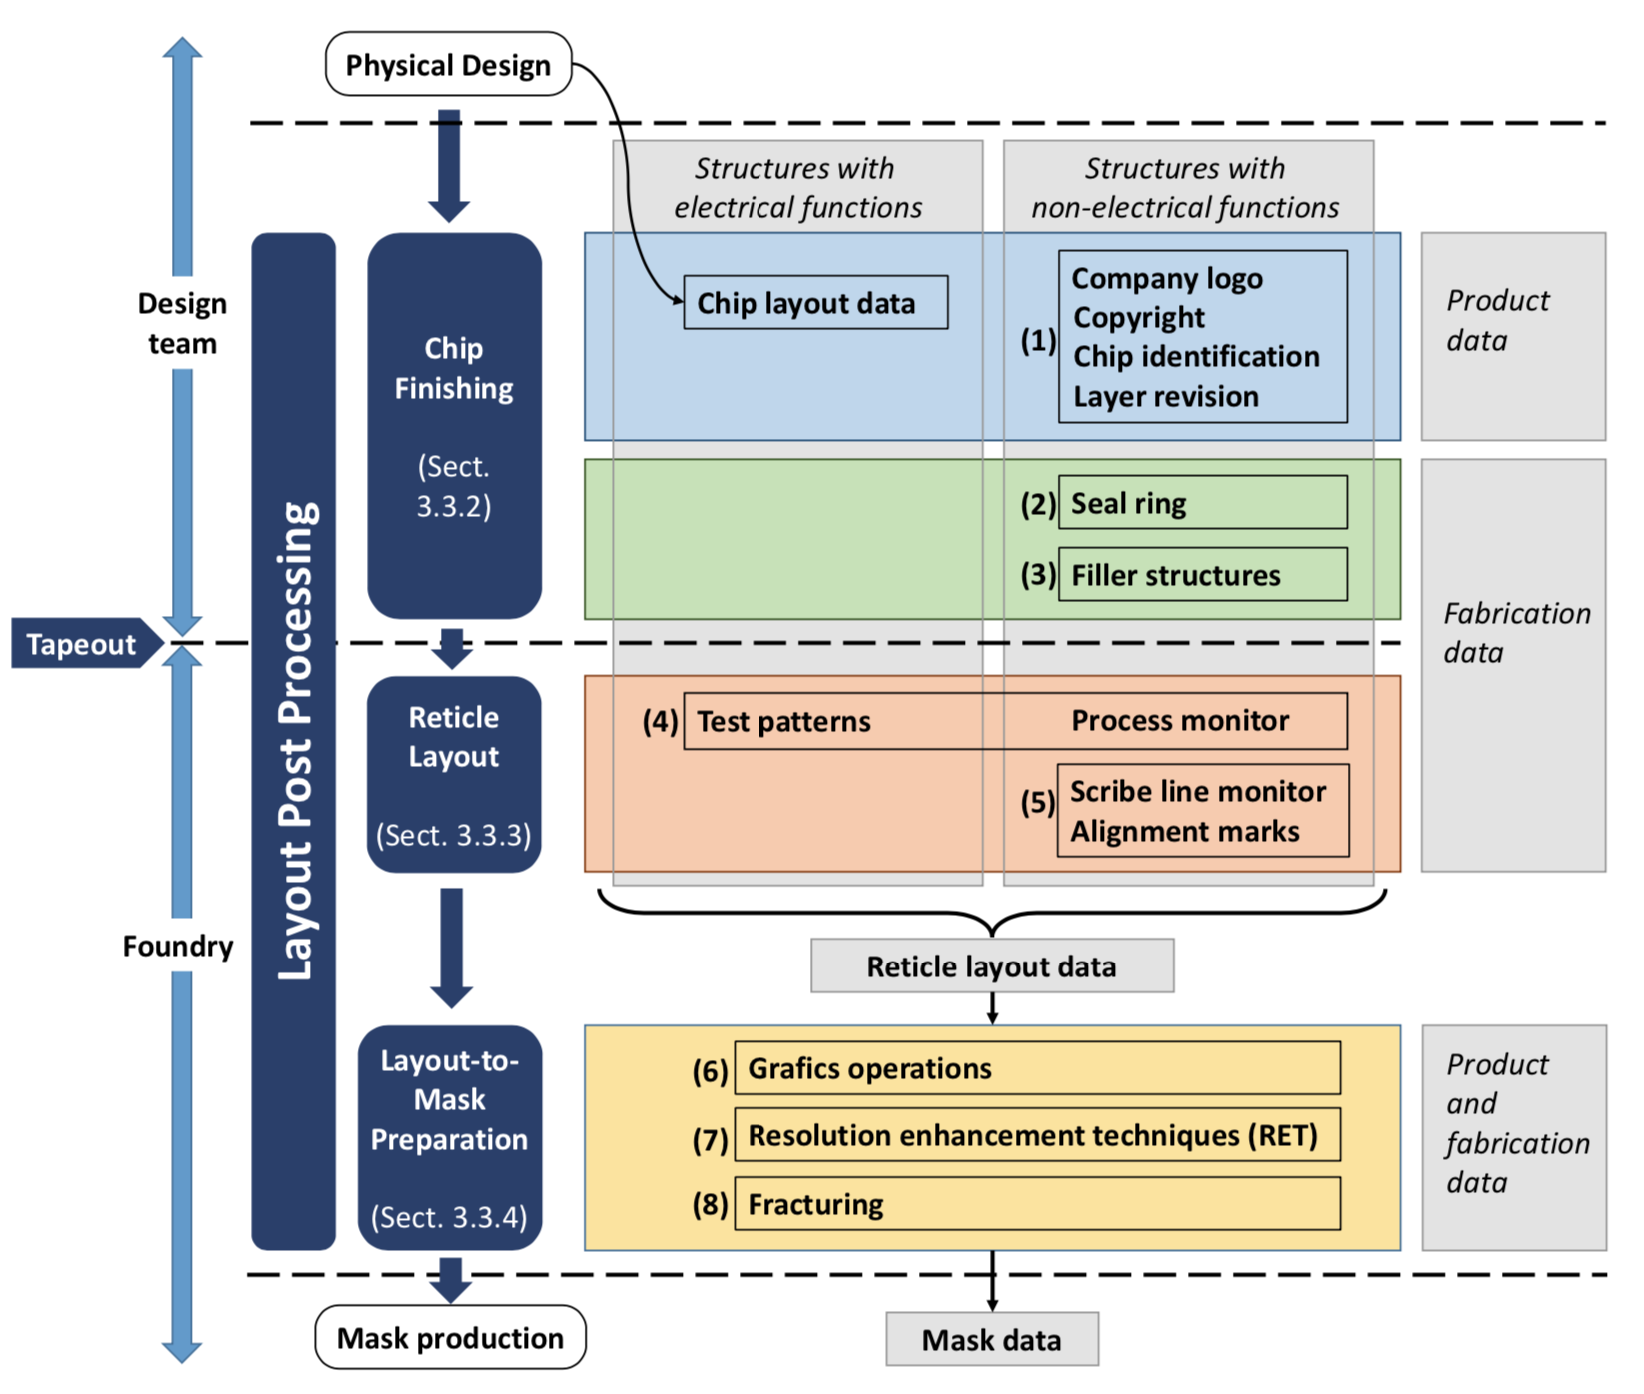 Physical Design
Structures with
electrical functions
Structures with
non-electrical functions
Design
team
Chip
Finishing
(Sect.
3.3.2)
Chip layout data
(1)
Company logo
Copyright
Chip identification
Layer revision
Product
data
(2) Seal ring
(3) Filler structures
Fabrication
data
Tapeout
Layout Post Processing
Reticle
Layout
(Sect. 3.3.3)
(4) Test patterns Process monitor
(5)
Scribe line monitor
Alignment marks
Foundry
Reticle layout data
Layout-to-
Mask
Preparation
(Sect. 3.3.4)
(6) Grafics operations
(7) Resolution enhancement techniques (RET)
(8) Fracturing
Product
and
fabrication
data
Mask production
Mask data